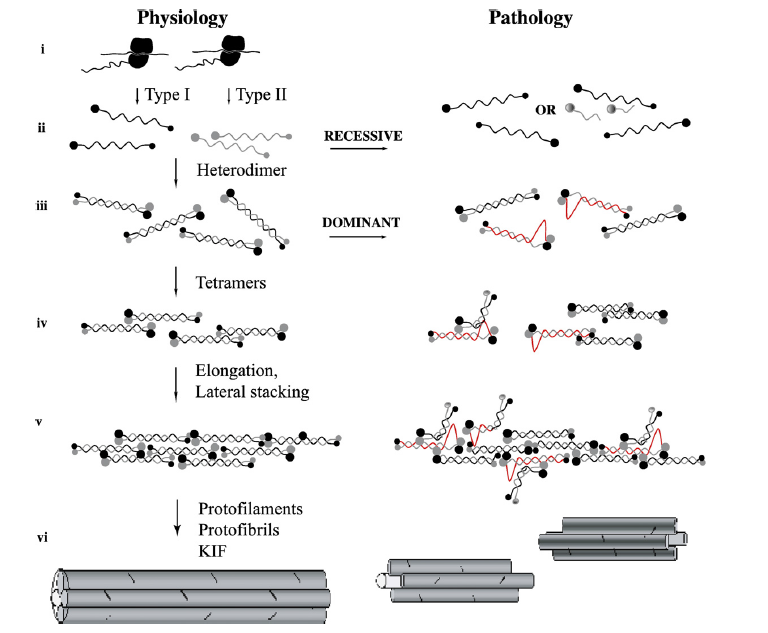 Physiology
Pathology
i
Type I
Type II
ii
RECESSIVE
OR
Heterodimer
iii
DOMINANT
Tetramers
iv
Elongation,
Lateral stacking
v
Protofilaments
Protofibrils
KIF
vi